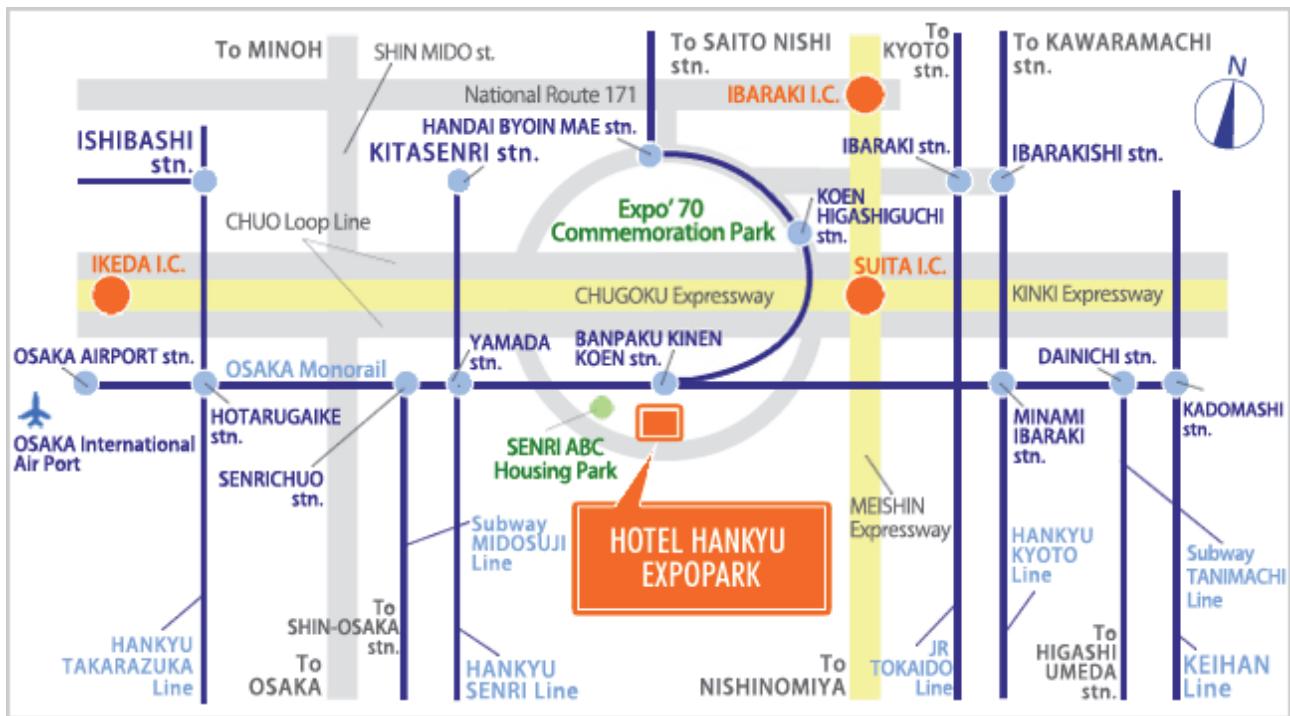 To MINOH
SHIN MIDO st.
To SAITO NISHI
stn.
To
KYOTO
stn.
To KAWARAMACHI
stn.
N
National Route 171
IBARAKI I.C.
HANDAI BYOIN MAE stn.
ISHIBASHI
stn.
KITASENRI stn.
IBARAKI stn.
IBARAKISHI stn.
Expo' 70
Commemoration Park
KOEN
HIGASHIGUCHI
stn.
CHUO Loop Line
IKEDA I.C.
SUITA I.C.
CHUGOKU Expressway
KINKI Expressway
OSAKA AIRPORT stn.
OSAKA Monorail
YAMADA
stn.
BANPAKU KINEN
KOEN stn.
DAINICHI stn.
HOTARUGAIKE
stn.
MINAMI
IBARAKI
stn.
KADOMASHI
stn.
OSAKA International
Air Port
SENRICHUO
stn.
SENRI ABC
Housing Park
Subway
MIDOSUJI
Line
HOTEL HANKYU
EXPOPARK
MEISHIN
Expressway
HANKYU
KYOTO
Line
Subway
TANIMACHI
Line
HANKYU
TAKARAZUKA
Line
To
SHIN-OSAKA
stn.
To
OSAKA
HANKYU
SENRI Line
To
NISHINOMIYA
JR
TOKAIDO
Line
To
HIGASHI
UMEDA
stn.
KEIHAN
Line